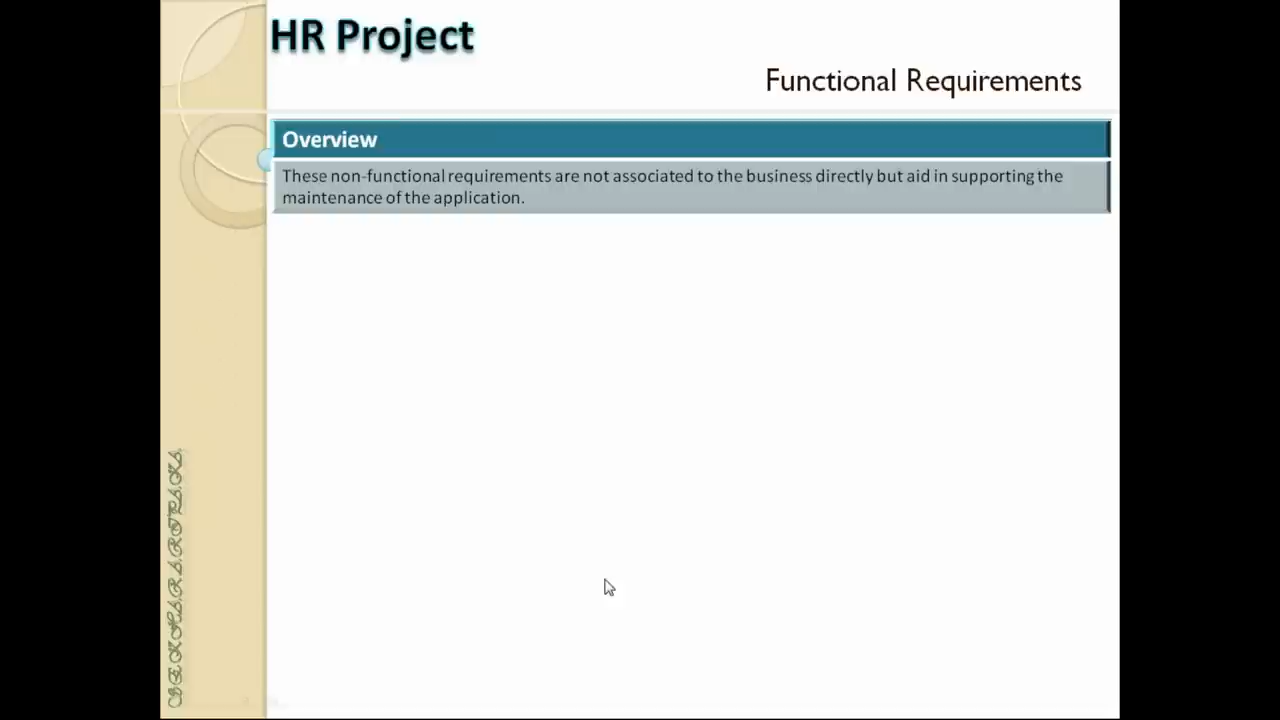 HR Project
Functional Requirements
Overview
These non-functional requirements are not associated to the business directly but aid in supporting the
maintenance of the application.